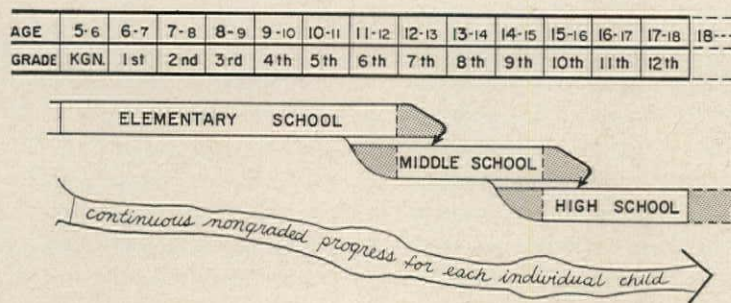 AGE 5-6 6-7 7-8 8-9 9-10 10-11 11-12 12-13 13-14 14-15 15-16 16-17 17-18 18---
GRADE KGN. 1st 2nd 3rd 4th 5th 6th 7th 8th 9th 10th 11th 12th
ELEMENTARY SCHOOL
MIDDLE SCHOOL
HIGH SCHOOL
continuous nongraded progress for each individual child